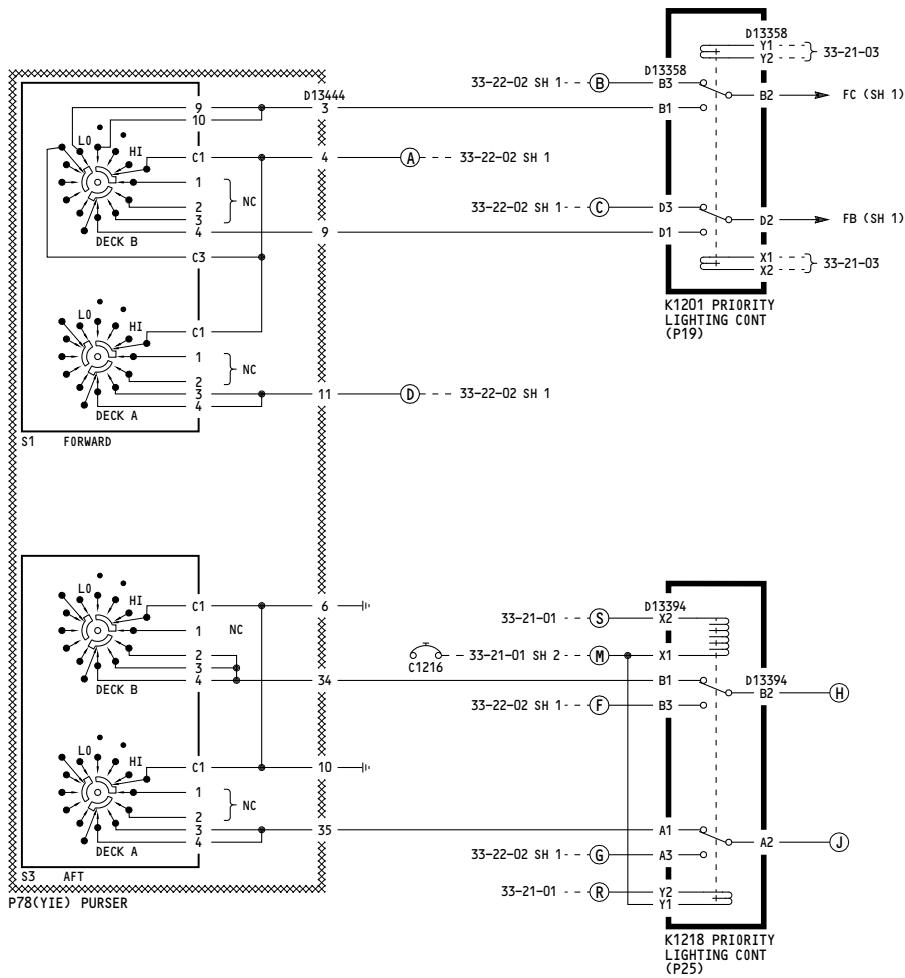 D13358
Y1
Y2
33-21-03
D13358
33-22-02 SH 1
B
B3
B2
FC (SH 1)
B1
D13444
9
3
10
LO
HI
C1
4
A
33-22-02 SH 1
1
2
NC
3
4
DECK B
9
33-22-02 SH 1
C
D3
D2
FB (SH 1)
D1
C3
X1
X2
33-21-03
K1201 PRIORITY
LIGHTING CONT
(P19)
LO
HI
C1
1
NC
2
3
4
DECK A
11
D
33-22-02 SH 1
S1 FORWARD
LO
HI
C1
6
1
NC
2
3
4
DECK B
34
33-21-01
S
D13394
X2
C1216
33-21-01 SH 2
M
X1
B1
D13394
B2
H
33-22-02 SH 1
F
B3
LO
HI
C1
10
1
NC
2
3
4
DECK A
35
A1
A2
J
33-22-02 SH 1
G
A3
33-21-01
R
Y2
Y1
S3 AFT
P78(YIE) PURSER
K1218 PRIORITY
LIGHTING CONT
(P25)